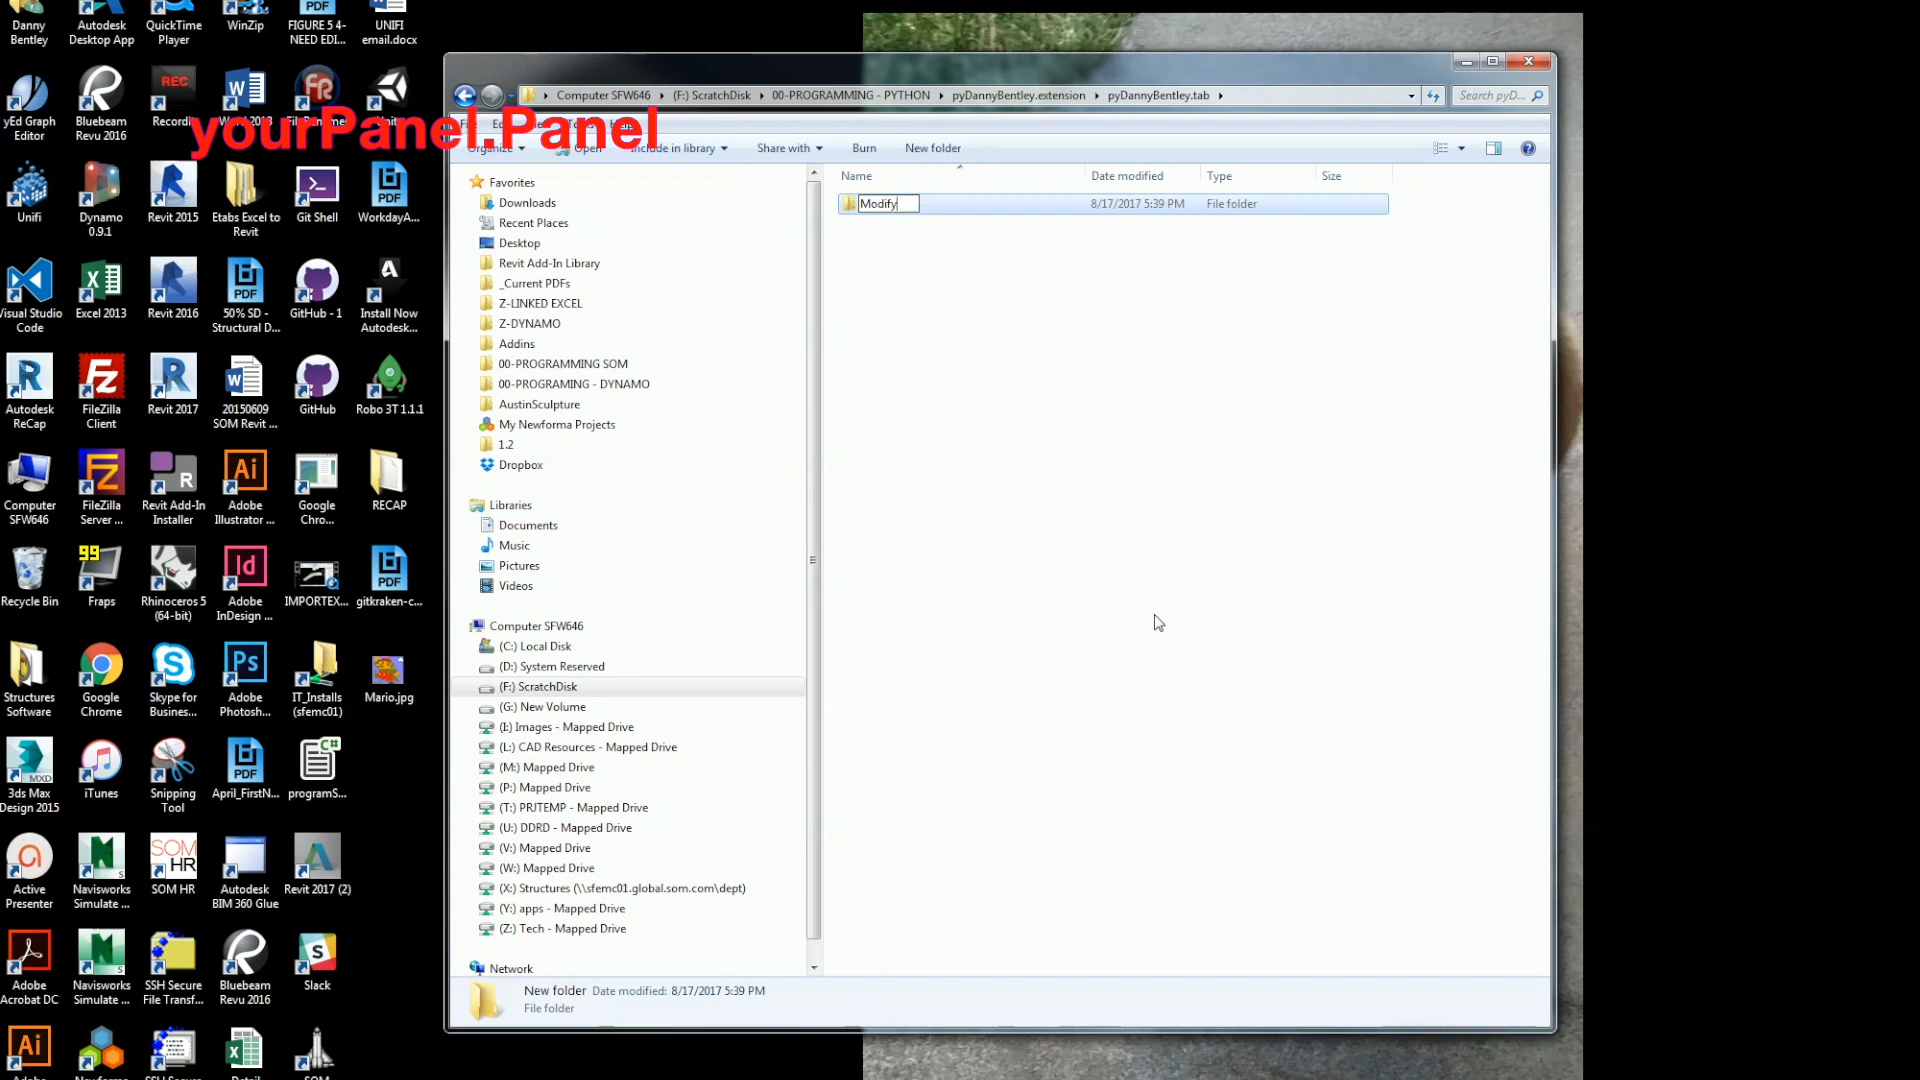 Danny
Bentley
Autodesk
Desktop App
QuickTime
Player
WinZip
FIGURE 5 4-
NEED EDI...
UNIFI
email.docx
yEd Graph
Editor
Bluebeam
Revu 2016
yourPanel.Panel
Computer SFW646
(F:) ScratchDisk
00-PROGRAMMING - PYTHON
pyDannyBentley.extension
pyDannyBentley.tab
Search pyD...
Organize
Open
Include in library
Share with
Burn
New folder
Name
Date modified
Type
Size
Modify
8/17/2017 5:39 PM
File folder
Favorites
Downloads
Recent Places
Desktop
Revit Add-In Library
_Current PDFs
Z-LINKED EXCEL
Z-DYNAMO
Addins
00-PROGRAMMING SOM
00-PROGRAMING - DYNAMO
AustinSculpture
My Newforma Projects
1.2
Dropbox
Libraries
Documents
Music
Pictures
Videos
Computer SFW646
(C:) Local Disk
(D:) System Reserved
(F:) ScratchDisk
(G:) New Volume
(I:) Images - Mapped Drive
(L:) CAD Resources - Mapped Drive
(M:) Mapped Drive
(P:) Mapped Drive
(T:) PRJTEMP - Mapped Drive
(U:) DDRD - Mapped Drive
(V:) Mapped Drive
(W:) Mapped Drive
(X:) Structures (\\sfemc01.global.som.com\dept)
(Y:) apps - Mapped Drive
(Z:) Tech - Mapped Drive
Network
New folder Date modified: 8/17/2017 5:39 PM
File folder
Unifi
Dynamo
0.9.1
Revit 2015
Etabs Excel to
Revit
Git Shell
WorkdayA...
Visual Studio
Code
Excel 2013
Revit 2016
50% SD -
Structural D...
GitHub - 1
Install Now
Autodesk...
Autodesk
ReCap
FileZilla
Client
Revit 2017
20150609
SOM Revit ...
GitHub
Robo 3T 1.1.1
Computer
SFW646
FileZilla
Server ...
Revit Add-In
Installer
Adobe
Illustrator ...
Google
Chro...
RECAP
Recycle Bin
Fraps
Rhinoceros 5
(64-bit)
Adobe
InDesign ...
IMPORTEX...
gitkraken-c...
Structures
Software
Google
Chrome
Skype for
Busines...
Adobe
Photosh...
IT_Installs
(sfemc01)
Mario.jpg
3ds Max
Design 2015
iTunes
Snipping
Tool
April_FirstN...
programS...
Active
Presenter
Navisworks
Simulate ...
SOM HR
Autodesk
BIM 360 Glue
Revit 2017 (2)
Adobe
Acrobat DC
Navisworks
Simulate ...
SSH Secure
File Transf...
Bluebeam
Revu 2016
Slack